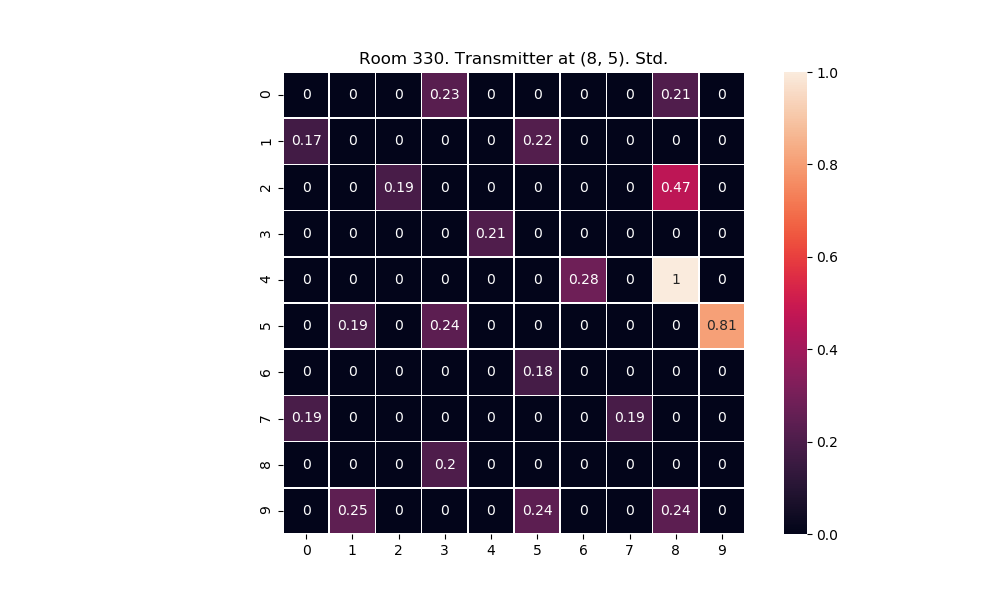 Room 330. Transmitter at (8, 5). Std.
0 0 0 0 0.23 0 0 0 0 0.21 0 1.0
1 0.17 0 0 0 0 0.22 0 0 0 0
2 0 0 0.19 0 0 0 0 0 0.47 0 0.8
3 0 0 0 0 0.21 0 0 0 0 0
4 0 0 0 0 0 0 0.28 0 1 0 0.6
5 0 0.19 0 0.24 0 0 0 0 0 0.81
6 0 0 0 0 0 0.18 0 0 0 0 0.4
7 0.19 0 0 0 0 0 0 0.19 0 0
8 0 0 0 0.2 0 0 0 0 0 0 0.2
9 0 0.25 0 0 0 0.24 0 0 0.24 0 0.0
0 1 2 3 4 5 6 7 8 9